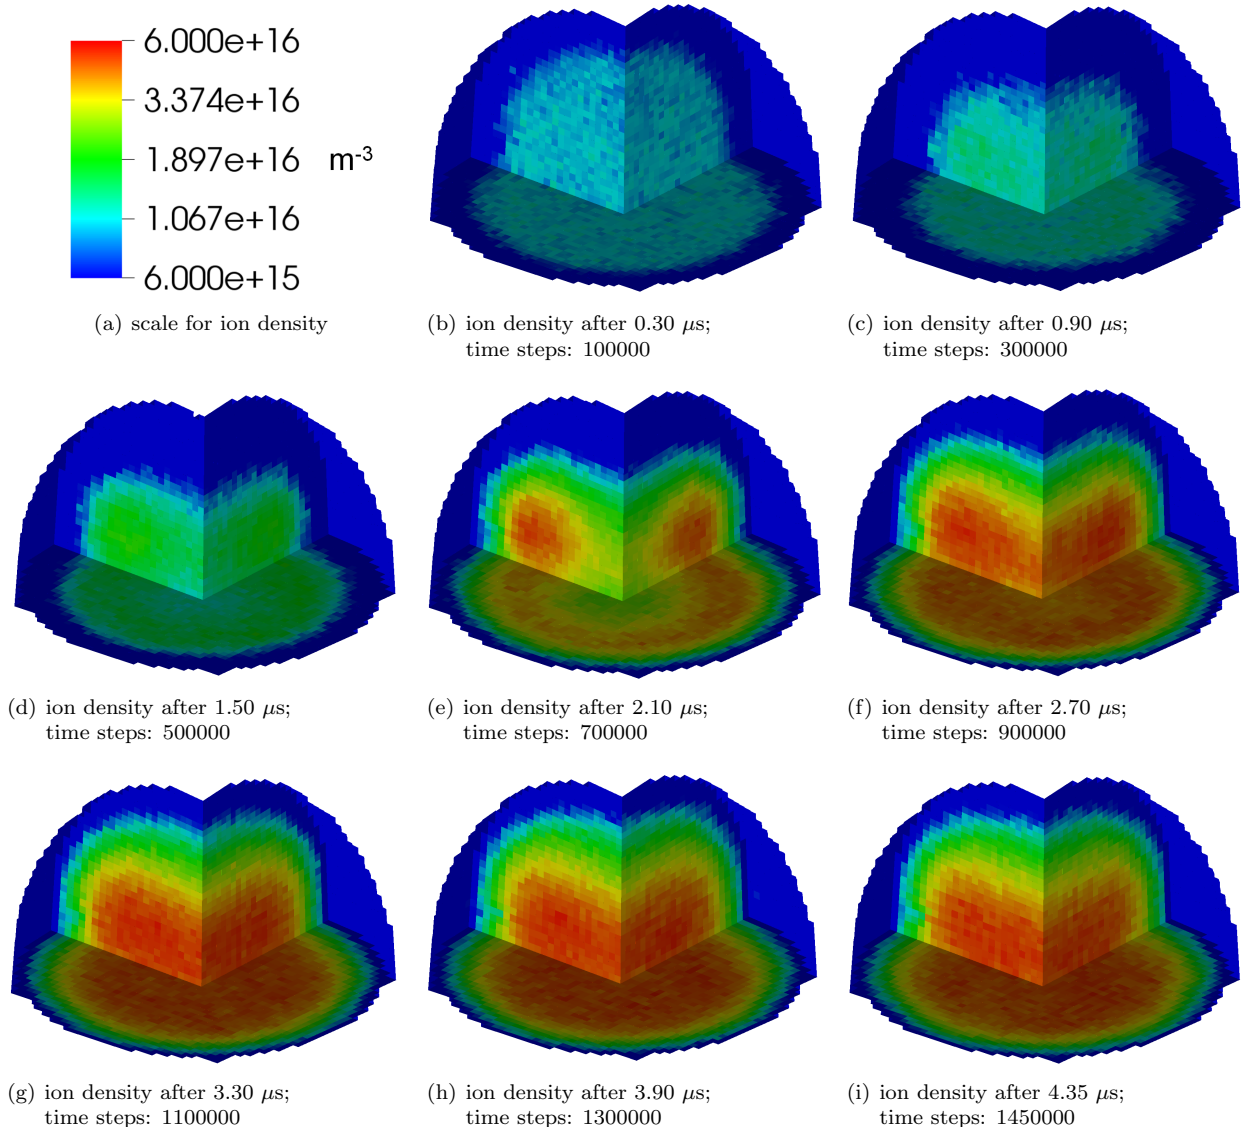 6.000e+16
3.374e+16
1.897e+16 m-3
1.067e+16
6.000e+15
(a) scale for ion density
(b) ion density after 0.30 μs;
time steps: 100000
(c) ion density after 0.90 μs;
time steps: 300000
(d) ion density after 1.50 μs;
time steps: 500000
(e) ion density after 2.10 μs;
time steps: 700000
(f) ion density after 2.70 μs;
time steps: 900000
(g) ion density after 3.30 μs;
time steps: 1100000
(h) ion density after 3.90 μs;
time steps: 1300000
(i) ion density after 4.35 μs;
time steps: 1450000